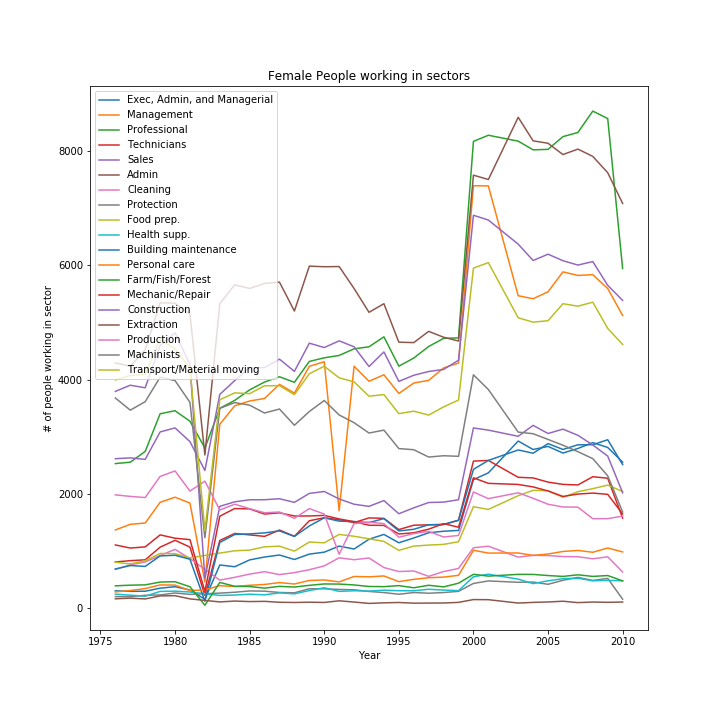 Female People working in sectors
# of people working in sector
8000
6000
4000
2000
0
Exec, Admin, and Managerial
Management
Professional
Technicians
Sales
Admin
Cleaning
Protection
Food prep.
Health supp.
Building maintenance
Personal care
Farm/Fish/Forest
Mechanic/Repair
Construction
Extraction
Production
Machinists
Transport/Material moving
1975
1980
1985
1990
1995
2000
2005
2010
Year